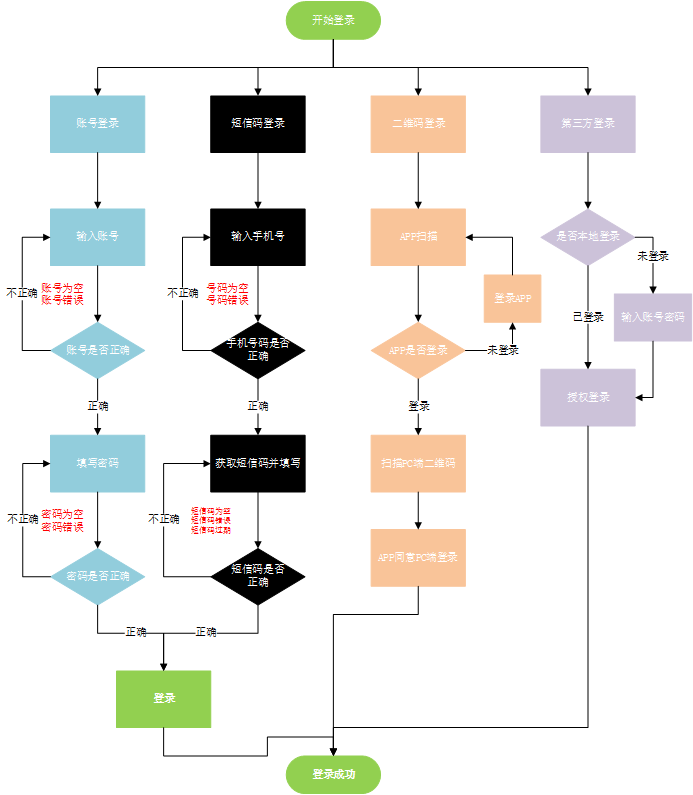 开始登录
账号登录
短信码登录
二维码登录
第三方登录
输入账号
输入手机号
APP扫描
是否本地登录
未登录
不正确
账号为空
账号错误
不正确
号码为空
号码错误
登录APP
已登录
输入账号密码
账号是否正确
手机号码是否
正确
APP是否登录
未登录
授权登录
正确
正确
登录
填写密码
获取短信码并填写
扫描PC端二维码
不正确
密码为空
密码错误
不正确
短信码为空
短信码错误
短信码过期
密码是否正确
短信码是否
正确
APP同意PC端登录
正确
正确
登录
登录成功